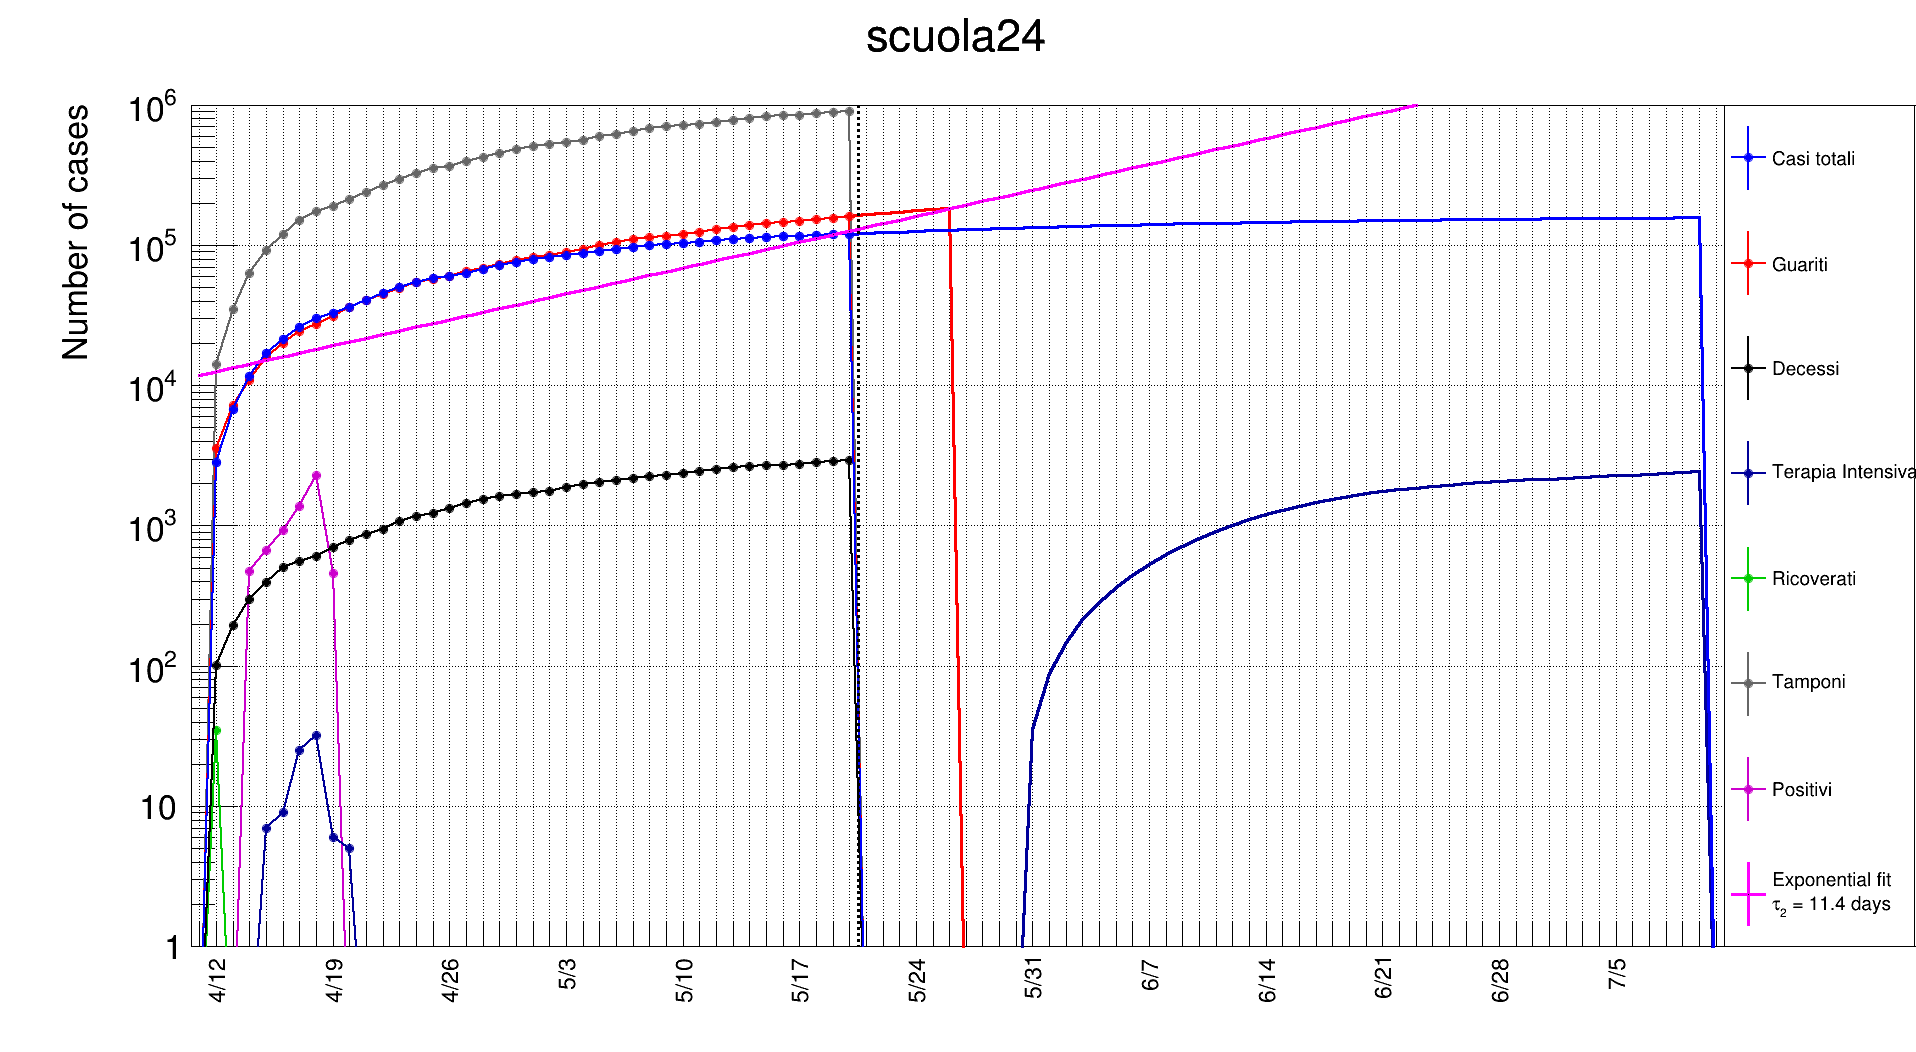 scuola24
Number of cases
10^6
10^5
10^4
10^3
10^2
10
1
4/12
4/19
4/26
5/3
5/10
5/17
5/24
5/31
6/7
6/14
6/21
6/28
7/5
Casi totali
Guariti
Decessi
Terapia Intensiva
Ricoverati
Tamponi
Positivi
Exponential fit
τ_2 = 11.4 days